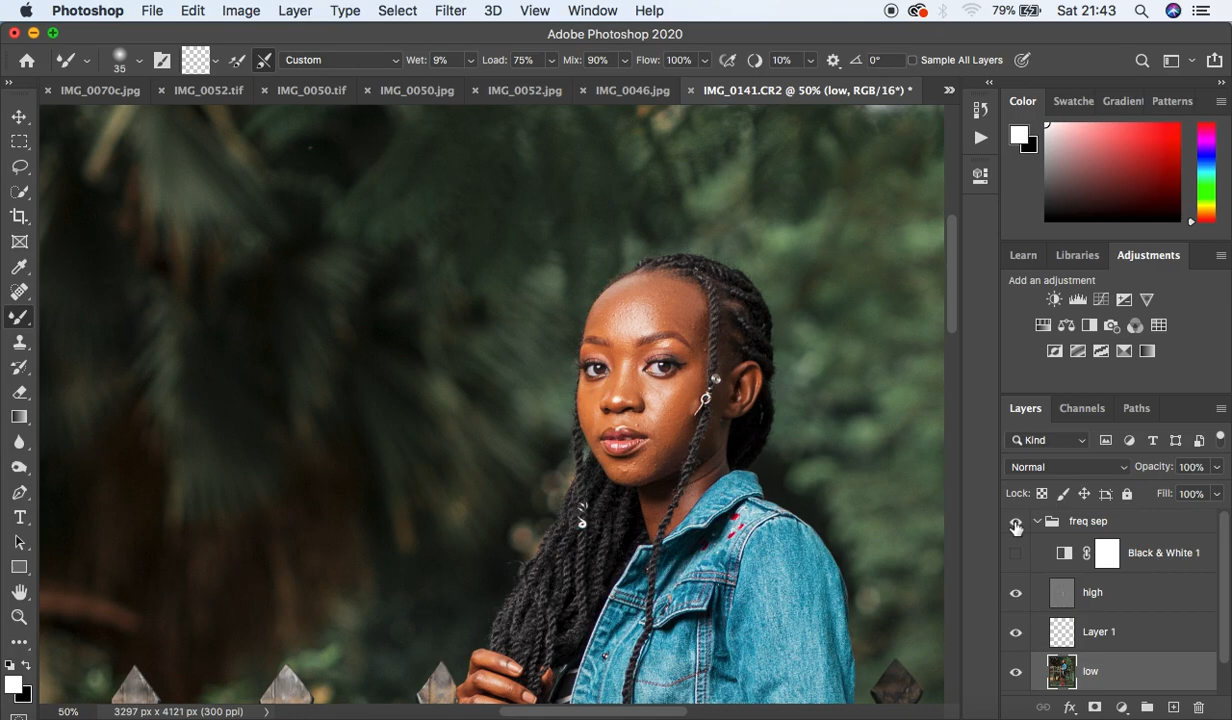 Photoshop File Edit Image Layer Type Select Filter 3D View Window Help 79% Sat 21:43
Adobe Photoshop 2020
35 Custom Wet: 9% Load: 75% Mix: 90% Flow: 100% 10% 0° Sample All Layers
IMG_0070c.jpg IMG_0052.tif IMG_0050.tif IMG_0050.jpg IMG_0052.jpg IMG_0046.jpg IMG_0141.CR2 @ 50% (low, RGB/16*) *
Color Swatche Gradient Patterns
Learn Libraries Adjustments
Add an adjustment
Layers Channels Paths
Kind
Normal Opacity: 100%
Lock: Fill: 100%
freq sep
Black & White 1
high
Layer 1
low
50% 3297 px x 4121 px (300 ppi)